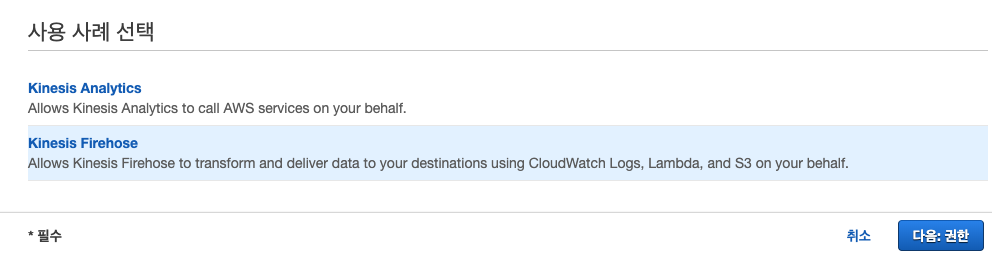 사용 사례 선택
Kinesis Analytics
Allows Kinesis Analytics to call AWS services on your behalf.
Kinesis Firehose
Allows Kinesis Firehose to transform and deliver data to your destinations using CloudWatch Logs, Lambda, and S3 on your behalf.
* 필수 취소 다음: 권한